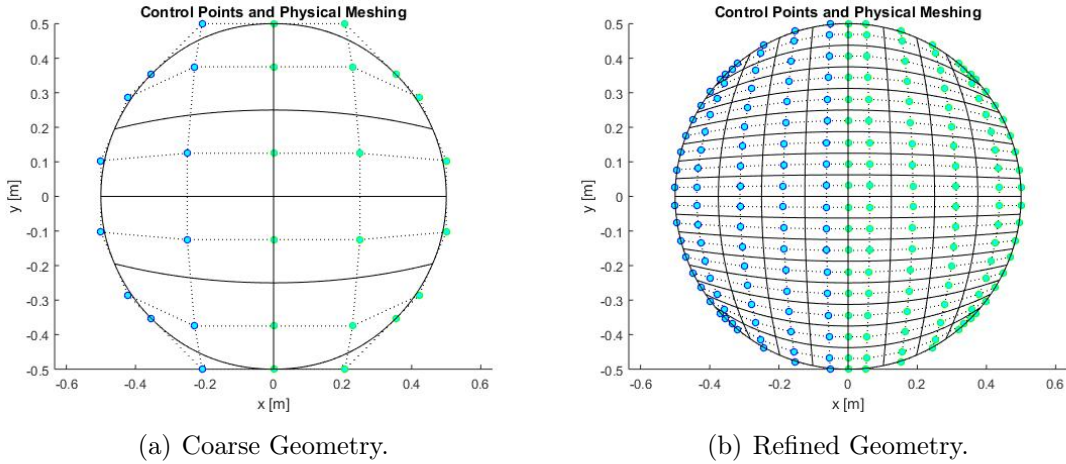 Control Points and Physical Meshing
0.5
0.4
0.3
0.2
0.1
0
-0.1
-0.2
-0.3
-0.4
-0.5
y [m]
-0.6 -0.4 -0.2 0 0.2 0.4 0.6
x [m]
(a) Coarse Geometry.
Control Points and Physical Meshing
0.5
0.4
0.3
0.2
0.1
0
-0.1
-0.2
-0.3
-0.4
-0.5
y [m]
-0.6 -0.4 -0.2 0 0.2 0.4 0.6
x [m]
(b) Refined Geometry.